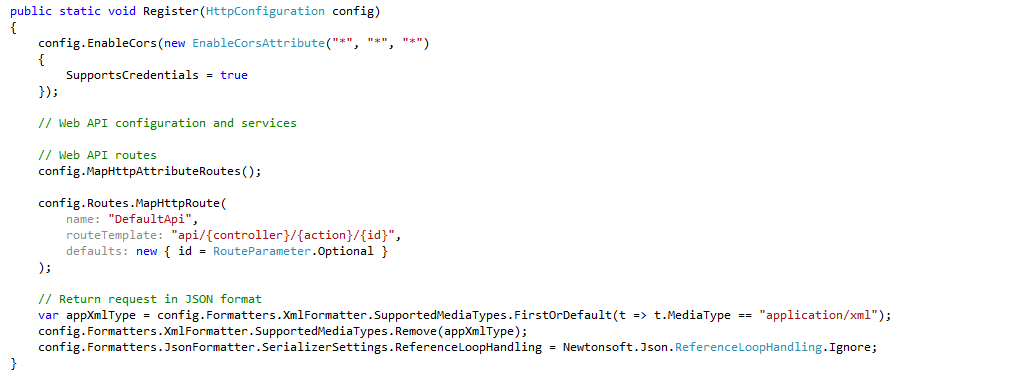 public static void Register(HttpConfiguration config)
{
    config.EnableCors(new EnableCorsAttribute("*", "*", "*")
    {
        SupportsCredentials = true
    });

    // Web API configuration and services

    // Web API routes
    config.MapHttpAttributeRoutes();

    config.Routes.MapHttpRoute(
        name: "DefaultApi",
        routeTemplate: "api/{controller}/{action}/{id}",
        defaults: new { id = RouteParameter.Optional }
    );

    // Return request in JSON format
    var appXmlType = config.Formatters.XmlFormatter.SupportedMediaTypes.FirstOrDefault(t => t.MediaType == "application/xml");
    config.Formatters.XmlFormatter.SupportedMediaTypes.Remove(appXmlType);
    config.Formatters.JsonFormatter.SerializerSettings.ReferenceLoopHandling = Newtonsoft.Json.ReferenceLoopHandling.Ignore;
}